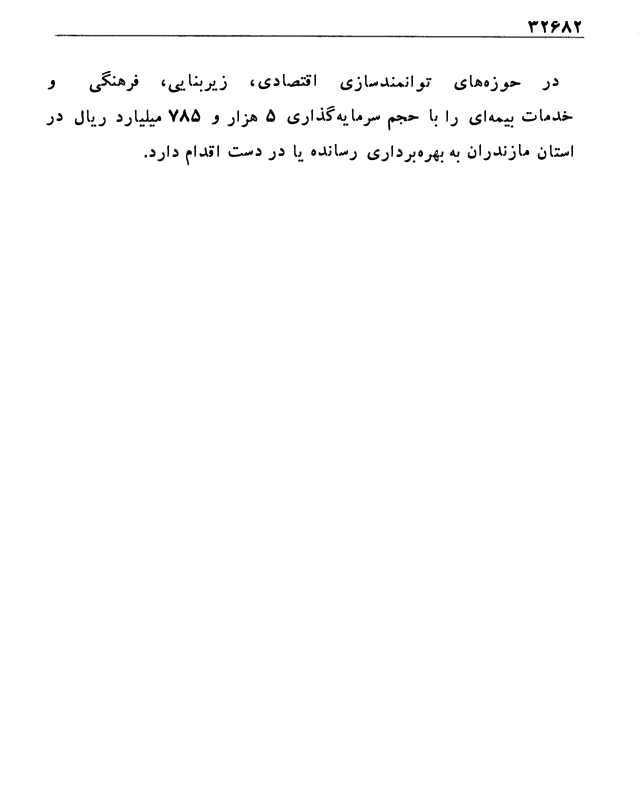 ۳۲۶۸۲
در حوزه‌های توانمندسازی اقتصادی، زیربنایی، فرهنگی و
خدمات بیمه‌ای را با حجم سرمایه‌گذاری ۵ هزار و ۷۸۵ میلیارد ریال در
استان مازندران به بهره‌برداری رسانده یا در دست اقدام دارد.